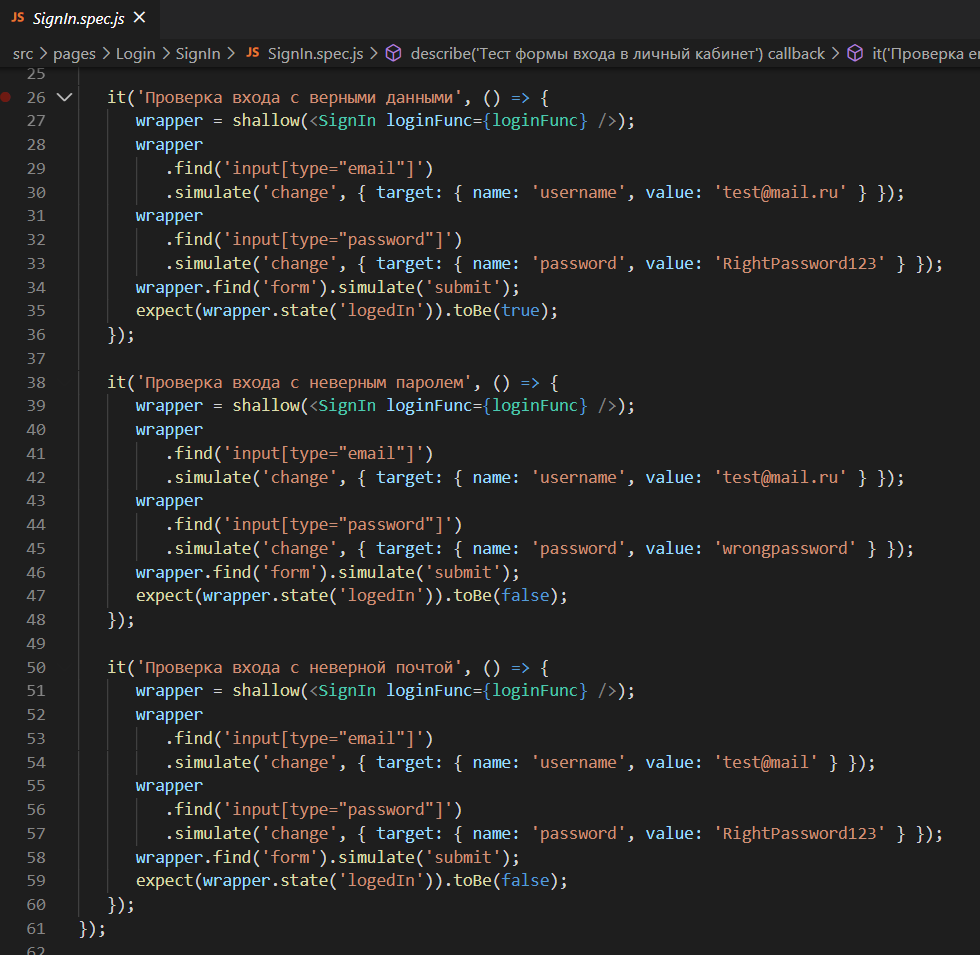 JS SignIn.spec.js ×
src > pages > Login > SignIn > JS SignIn.spec.js > describe('Тест формы входа в личный кабинет') callback > it('Проверка
25
26 it('Проверка входа с верными данными', () => {
27 wrapper = shallow(<SignIn loginFunc={loginFunc} />);
28 wrapper
29 .find('input[type="email"]')
30 .simulate('change', { target: { name: 'username', value: 'test@mail.ru' } });
31 wrapper
32 .find('input[type="password"]')
33 .simulate('change', { target: { name: 'password', value: 'RightPassword123' } });
34 wrapper.find('form').simulate('submit');
35 expect(wrapper.state('logedIn')).toBe(true);
36 });
37
38 it('Проверка входа с неверным паролем', () => {
39 wrapper = shallow(<SignIn loginFunc={loginFunc} />);
40 wrapper
41 .find('input[type="email"]')
42 .simulate('change', { target: { name: 'username', value: 'test@mail.ru' } });
43 wrapper
44 .find('input[type="password"]')
45 .simulate('change', { target: { name: 'password', value: 'wrongpassword' } });
46 wrapper.find('form').simulate('submit');
47 expect(wrapper.state('logedIn')).toBe(false);
48 });
49
50 it('Проверка входа с неверной почтой', () => {
51 wrapper = shallow(<SignIn loginFunc={loginFunc} />);
52 wrapper
53 .find('input[type="email"]')
54 .simulate('change', { target: { name: 'username', value: 'test@mail' } });
55 wrapper
56 .find('input[type="password"]')
57 .simulate('change', { target: { name: 'password', value: 'RightPassword123' } });
58 wrapper.find('form').simulate('submit');
59 expect(wrapper.state('logedIn')).toBe(false);
60 });
61 });
62